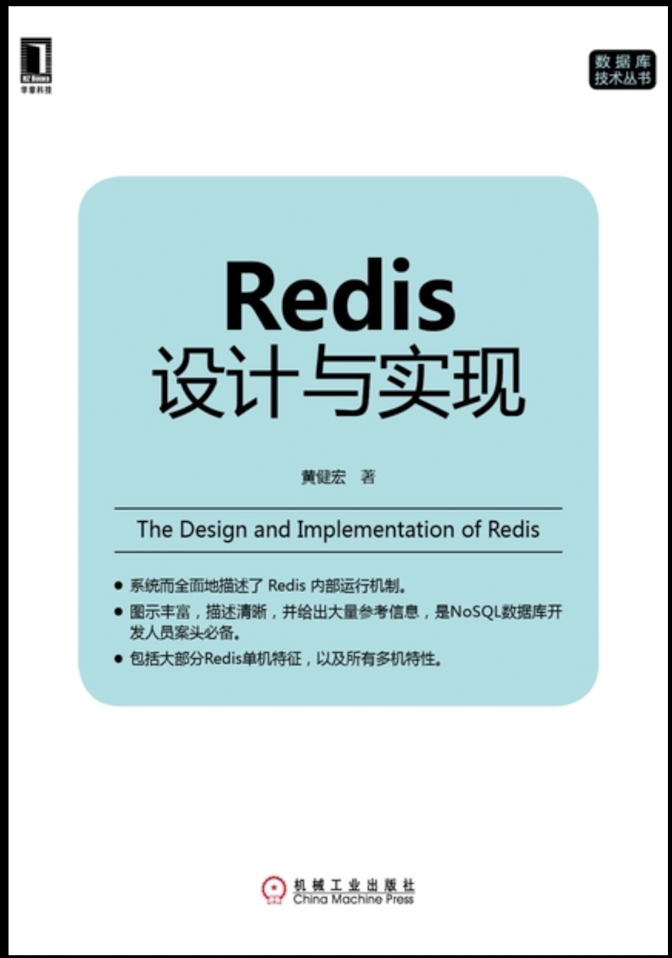 HZ Books
华章科技
数据库
技术丛书
Redis
设计与实现
黄健宏 著
The Design and Implementation of Redis
● 系统而全面地描述了 Redis 内部运行机制。
● 图示丰富，描述清晰，并给出大量参考信息，是NoSQL数据库开
发人员案头必备。
● 包括大部分Redis单机特征，以及所有多机特性。
机械工业出版社
China Machine Press